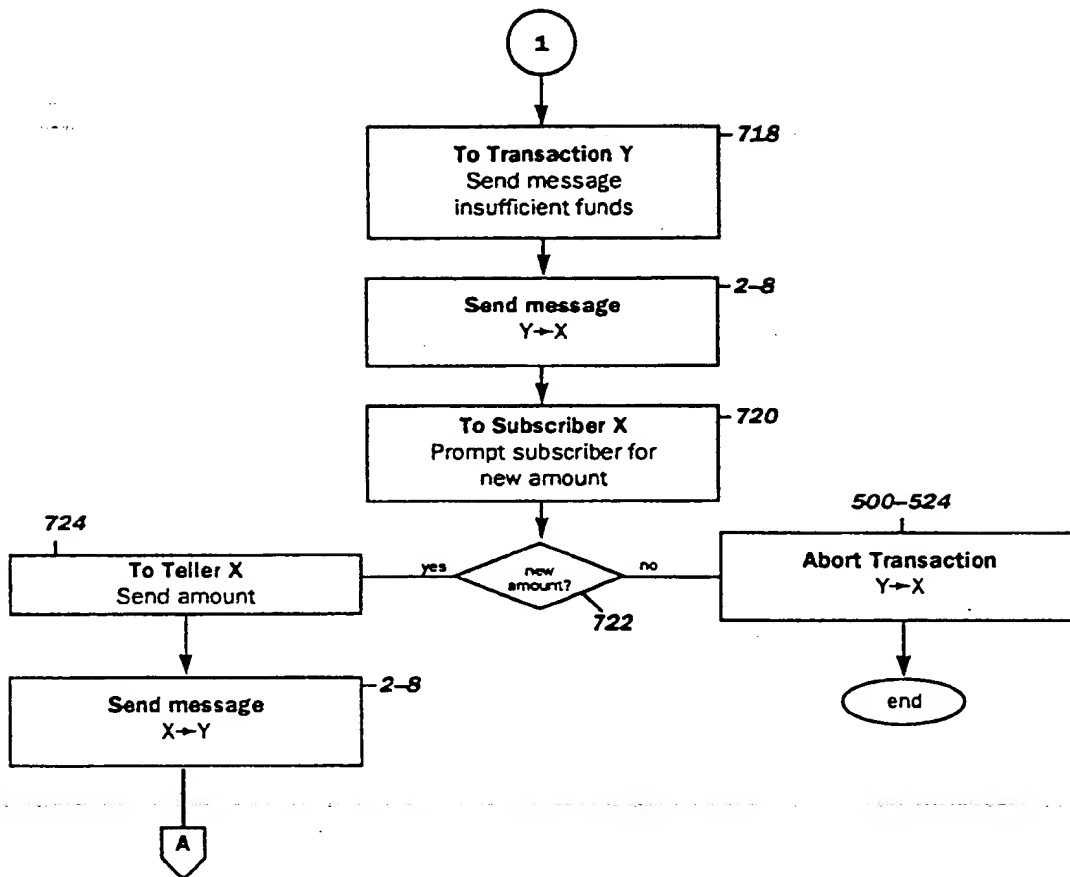 1
718
To Transaction Y
Send message
insufficient funds
2-8
Send message
Y→X
720
To Subscriber X
Prompt subscriber for
new amount
724
To Teller X
Send amount
yes
new
amount?
no
722
500-524
Abort Transaction
Y→X
2-8
Send message
X→Y
end
A